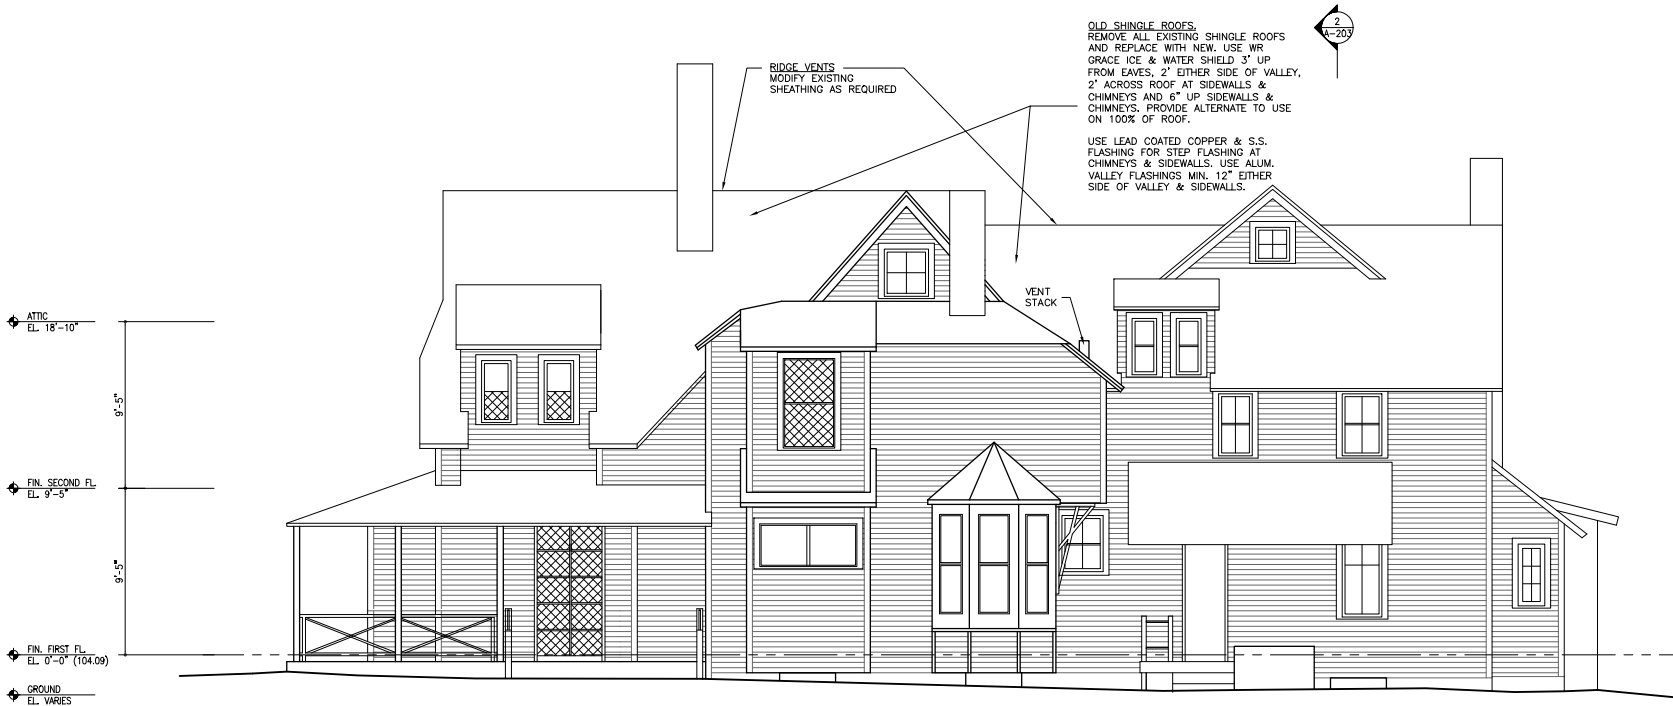 2
A-203
OLD SHINGLE ROOFS.
REMOVE ALL EXISTING SHINGLE ROOFS
AND REPLACE WITH NEW. USE WR
GRACE ICE & WATER SHIELD 3' UP
FROM EAVES, 2' EITHER SIDE OF VALLEY,
2' ACROSS ROOF AT SIDEWALLS &
CHIMNEYS AND 6" UP SIDEWALLS &
CHIMNEYS. PROVIDE ALTERNATE TO USE
ON 100% OF ROOF.
USE LEAD COATED COPPER & S.S.
FLASHING FOR STEP FLASHING AT
CHIMNEYS & SIDEWALLS. USE ALUM.
VALLEY FLASHINGS MIN. 12" EITHER
SIDE OF VALLEY & SIDEWALLS.
RIDGE VENTS
MODIFY EXISTING
SHEATHING AS REQUIRED
VENT
STACK
ATTIC
EL. 18'-10"
9'-5"
FIN. SECOND FL.
EL. 9'-5"
9'-5"
FIN. FIRST FL.
EL. 0'-0" (104.09)
GROUND
EL. VARIES